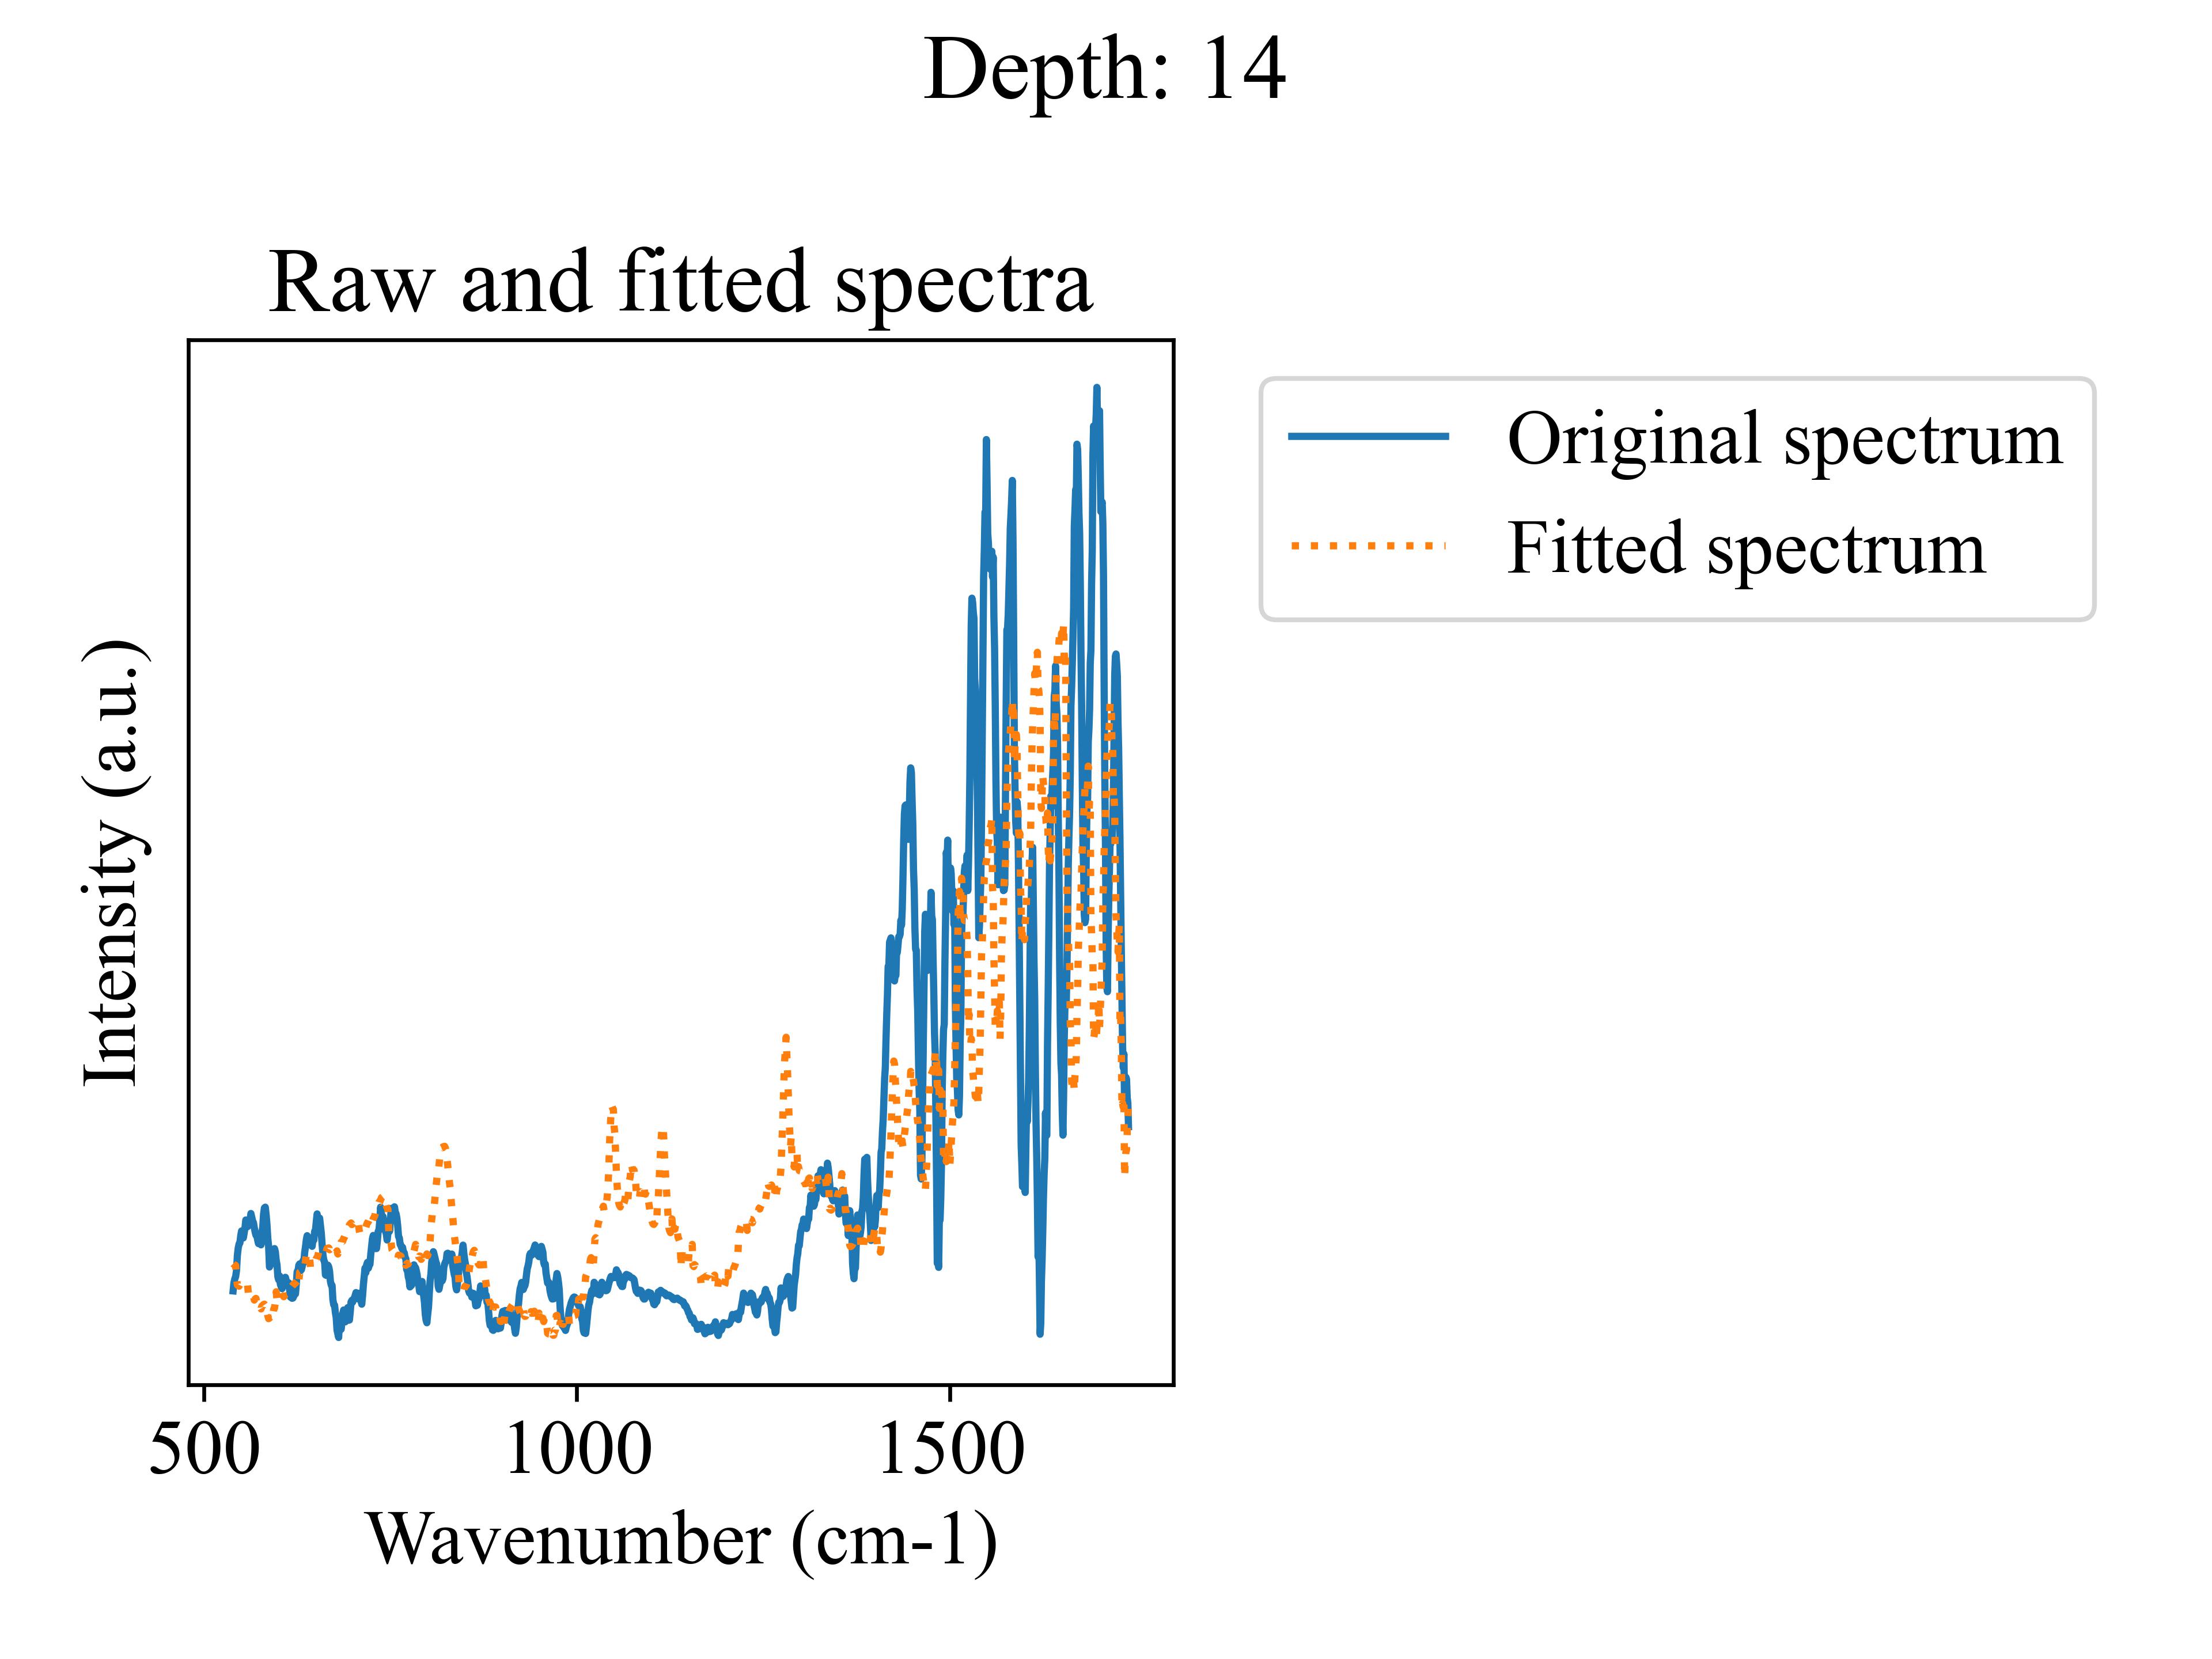 Depth: 14
Raw and fitted spectra
Original spectrum
Fitted spectrum
Intensity (a.u.)
500 1000 1500
Wavenumber (cm-1)